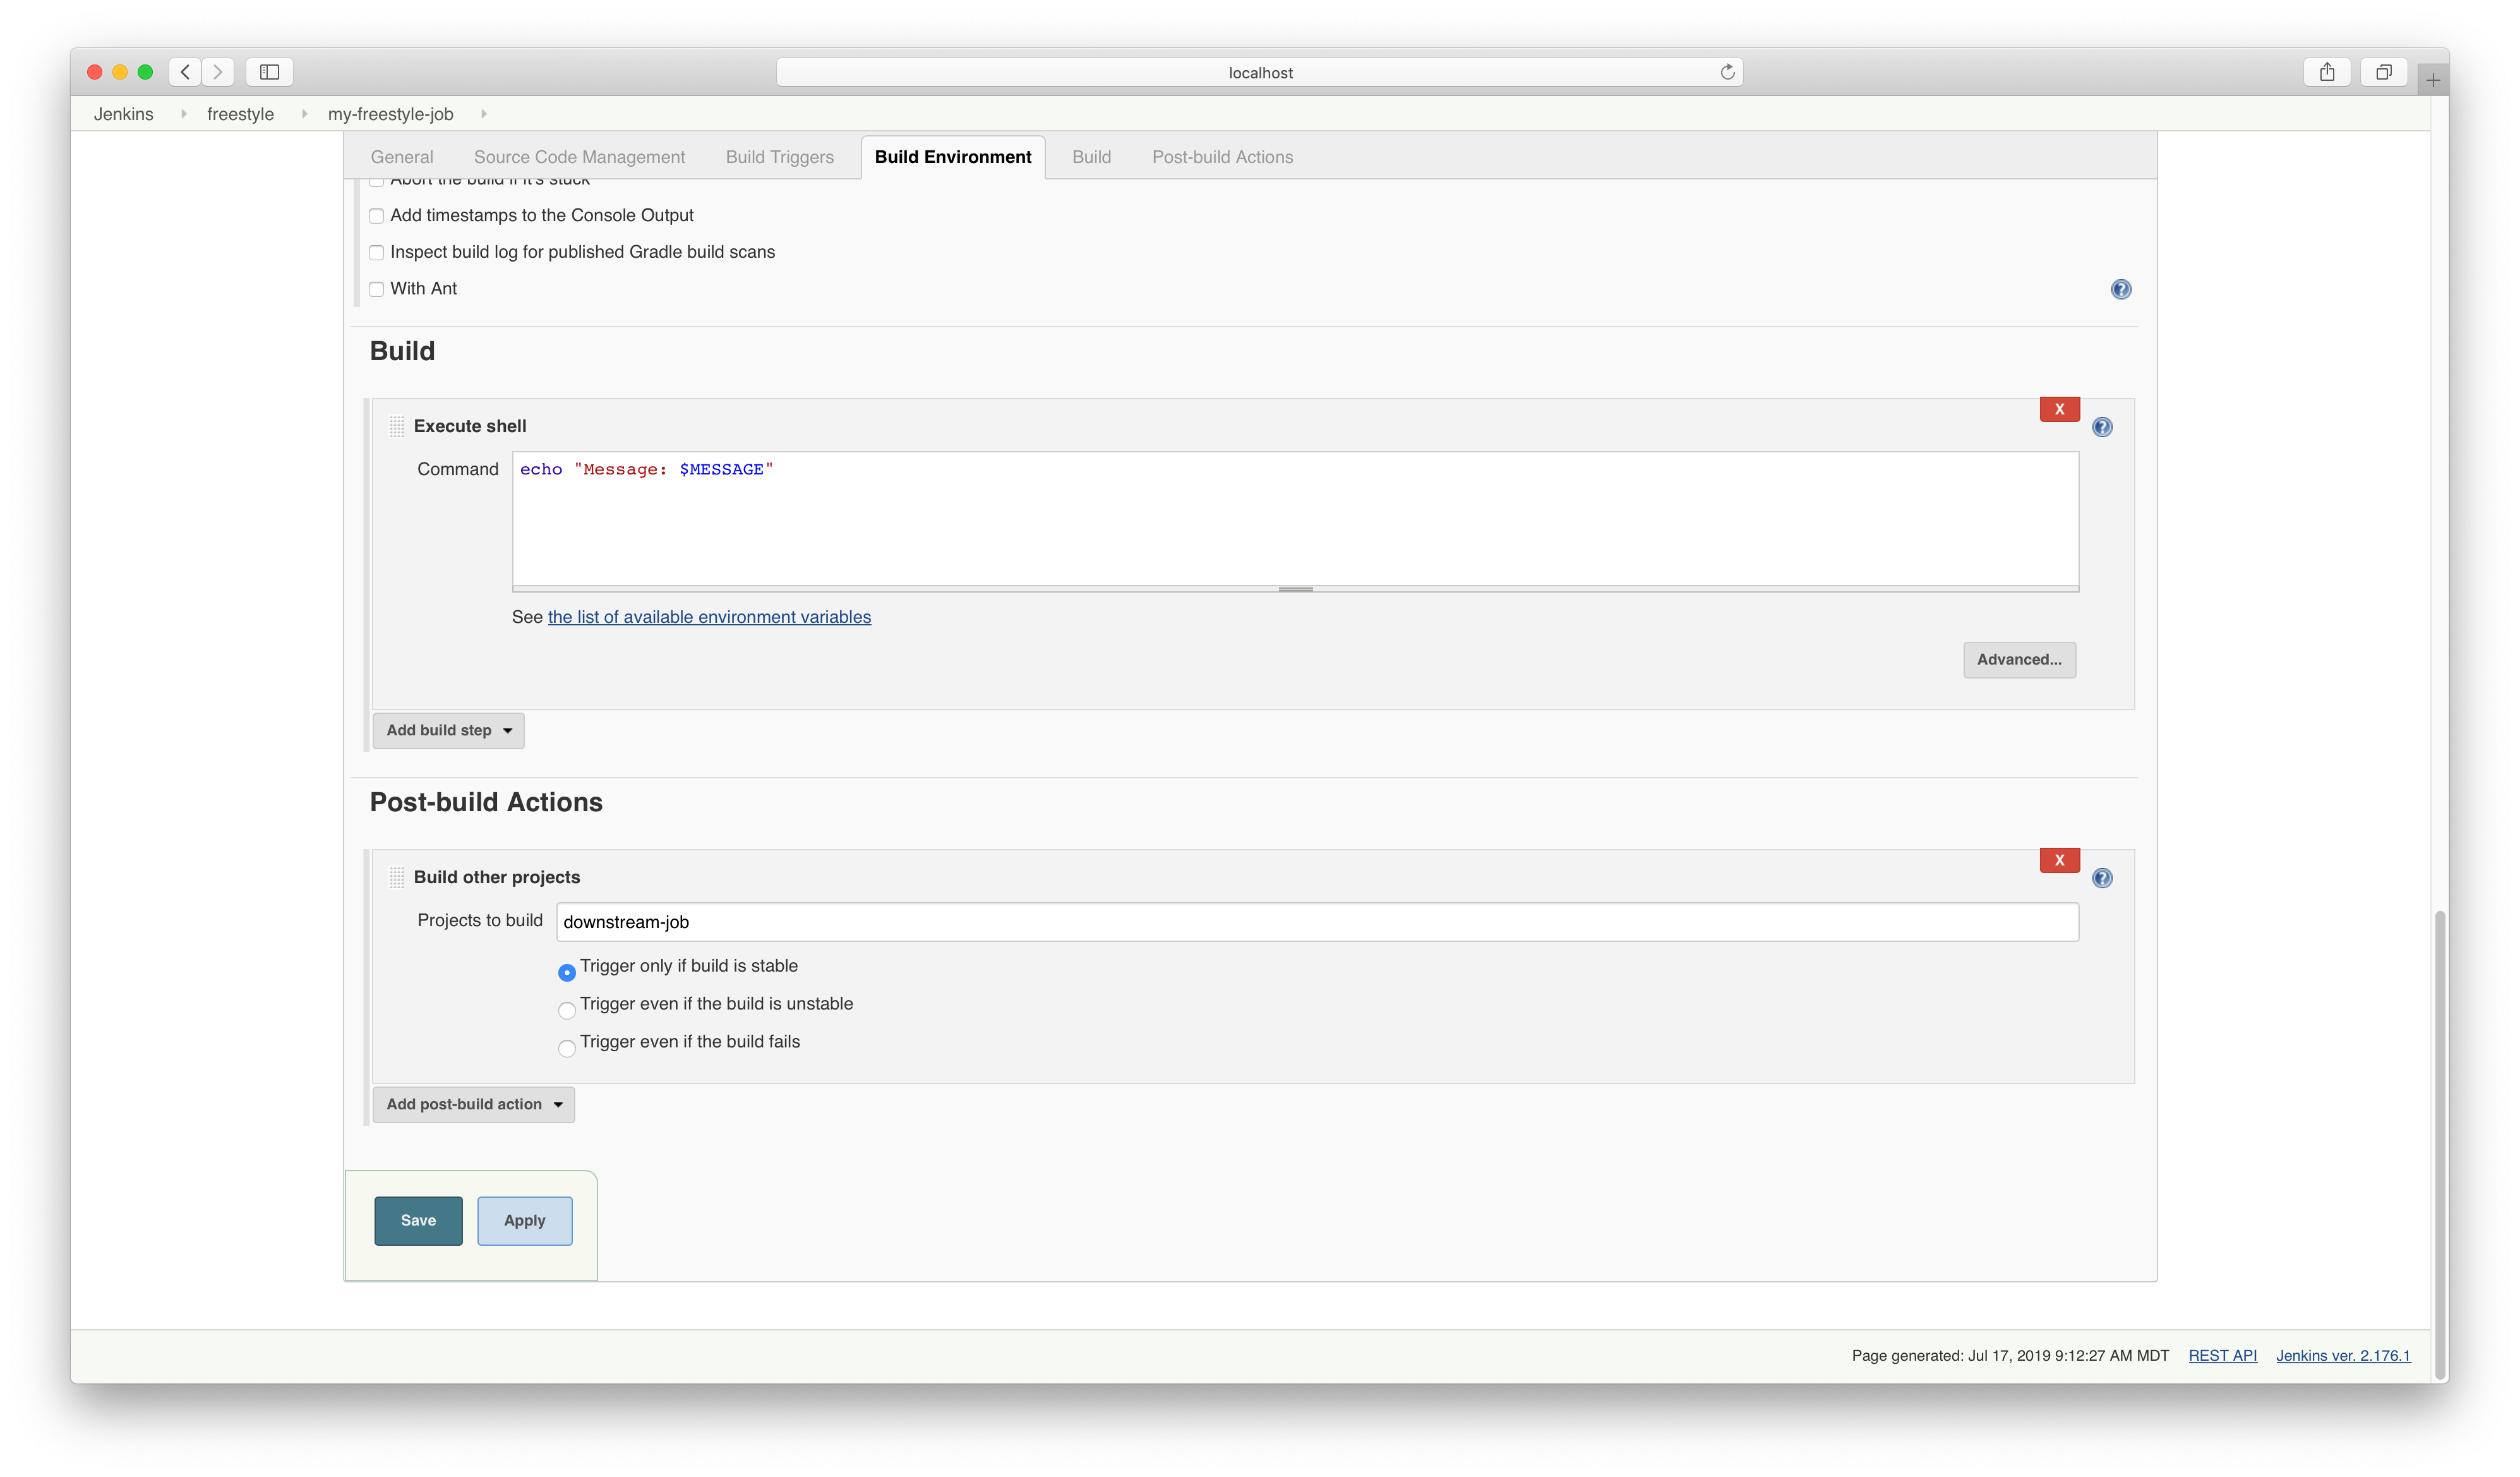 localhost
Jenkins freestyle my-freestyle-job
General Source Code Management Build Triggers Build Environment Build Post-build Actions
Abort the build if it's stuck
Add timestamps to the Console Output
Inspect build log for published Gradle build scans
With Ant
Build
X
Execute shell
Command echo "Message: $MESSAGE"
See the list of available environment variables
Advanced...
Add build step
Post-build Actions
X
Build other projects
Projects to build downstream-job
Trigger only if build is stable
Trigger even if the build is unstable
Trigger even if the build fails
Add post-build action
Save Apply
Page generated: Jul 17, 2019 9:12:27 AM MDT REST API Jenkins ver. 2.176.1